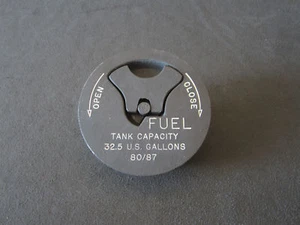 OPEN
CLOSE
FUEL
TANK CAPACITY
32.5 U.S. GALLONS
80/87